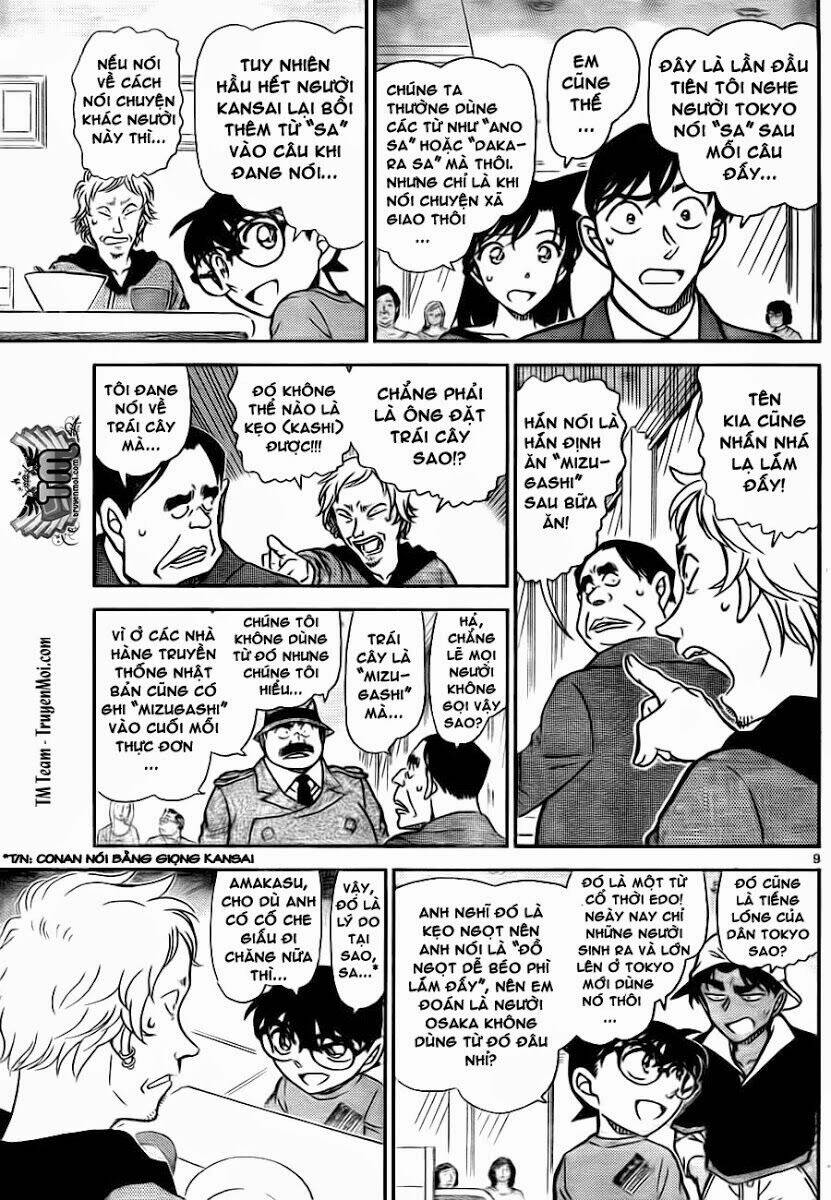 ĐÂY LÀ LẦN ĐẦU
TIÊN TÔI NGHE
NGƯỜI TOKYO
NÓI "SA" SAU
MỖI CÂU
ĐẤY...
EM
CŨNG
THẾ ...
CHÚNG TA
THƯỜNG DÙNG
CÁC TỪ NHƯ "ANO
SA" HOẶC "DAKA-
RA SA" MÀ THÔI.
NHƯNG CHỈ LÀ KHI
NÓI CHUYỆN XÃ
GIAO THÔI
...
TUY NHIÊN
HẦU HẾT NGƯỜI
KANSAI LẠI BỒI
THÊM TỪ "SA"
VÀO CÂU KHI
ĐANG NÓI...
NẾU NÓI
VỀ CÁCH
NÓI CHUYỆN
KHÁC NGƯỜI
NÀY THÌ...
TÊN
KIA CŨNG
NHẤN NHÁ
LẠ LẮM
ĐẤY!
HẮN NÓI LÀ
HẮN ĐỊNH
ĂN "MIZU-
GASHI"
SAU BỮA
ĂN!
CHẲNG PHẢI
LÀ ÔNG ĐẶT
TRÁI CÂY
SAO!?
ĐÓ KHÔNG
THỂ NÀO LÀ
KẸO (KASHI)
ĐƯỢC!!!
TÔI ĐANG
NÓI VỀ
TRÁI CÂY
MÀ...
HẢ,
CHẲNG
LẼ MỌI
NGƯỜI
KHÔNG
GỌI VẬY
SAO?
TRÁI
CÂY LÀ
"MIZU-
GASHI"
MÀ...
CHÚNG TÔI
KHÔNG DÙNG
TỪ ĐÓ NHƯNG
CHÚNG TÔI
HIỂU...
VÌ Ở CÁC NHÀ
HÀNG TRUYỀN
THỐNG NHẬT
BẢN CŨNG CÓ
GHI "MIZUGASHI"
VÀO CUỐI MỖI
THỰC ĐƠN
...
TM
truyenmoi.com
TM Team - TruyenMoi.com
*T/N: CONAN NÓI BẰNG GIỌNG KANSAI
9
ĐÓ CŨNG
LÀ TIẾNG
LÓNG CỦA
DÂN TOKYO
SAO?
ĐÓ LÀ MỘT TỪ
CỔ THỜI EDO!
NGÀY NAY CHỈ
NHỮNG NGƯỜI
SINH RA VÀ LỚN
LÊN Ở TOKYO
MỚI DÙNG
NÓ THÔI
...
ANH NGHĨ ĐÓ LÀ
KẸO NGỌT NÊN
ANH NÓI LÀ "ĐỒ
NGỌT DỄ BÉO PHÌ
LẮM ĐẤY", NÊN EM
ĐOÁN LÀ NGƯỜI
OSAKA KHÔNG
DÙNG TỪ ĐÓ ĐÂU
NHỈ?
VẬY,
ĐÓ LÀ
LÝ DO
TẠI
SAO,
SA...*
AMAKASU,
CHO DÙ ANH
CÓ CỐ CHE
GIẤU ĐI
CHĂNG NỮA
THÌ...